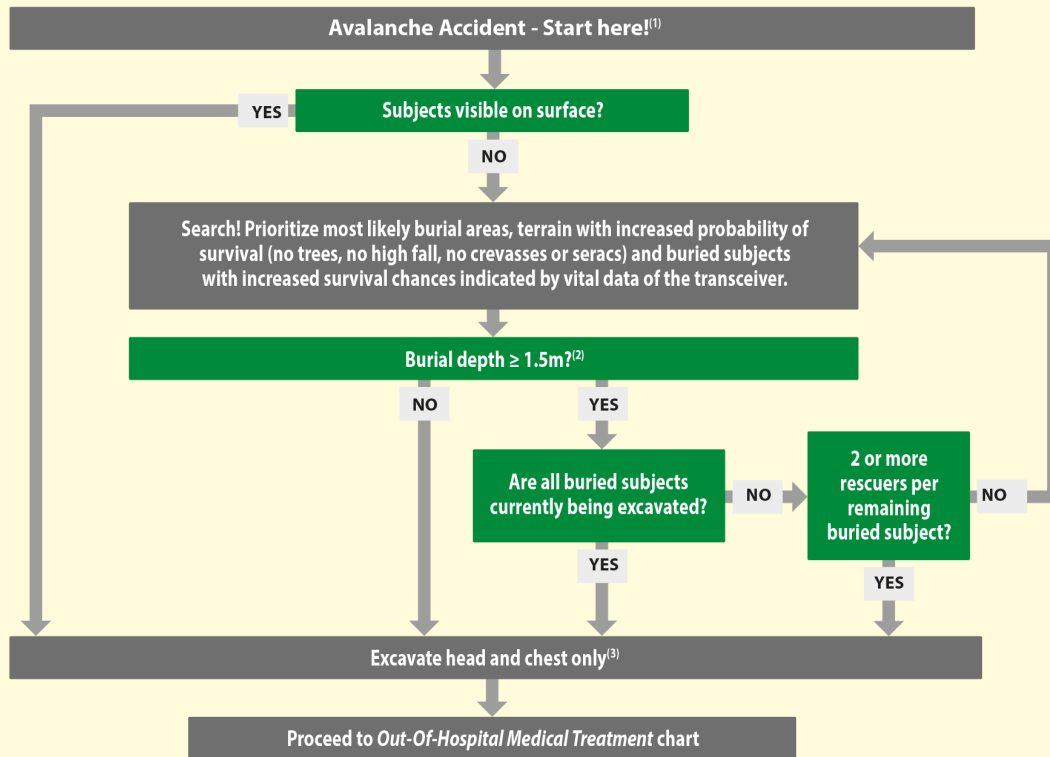 Avalanche Accident - Start here!(1)
YES
Subjects visible on surface?
NO
Search! Prioritize most likely burial areas, terrain with increased probability of
survival (no trees, no high fall, no crevasses or seracs) and buried subjects
with increased survival chances indicated by vital data of the transceiver.
Burial depth ≥ 1.5m?(2)
NO
YES
Are all buried subjects
currently being excavated?
NO
2 or more
rescuers per
remaining
buried subject?
NO
YES
YES
Excavate head and chest only(3)
Proceed to Out-Of-Hospital Medical Treatment chart